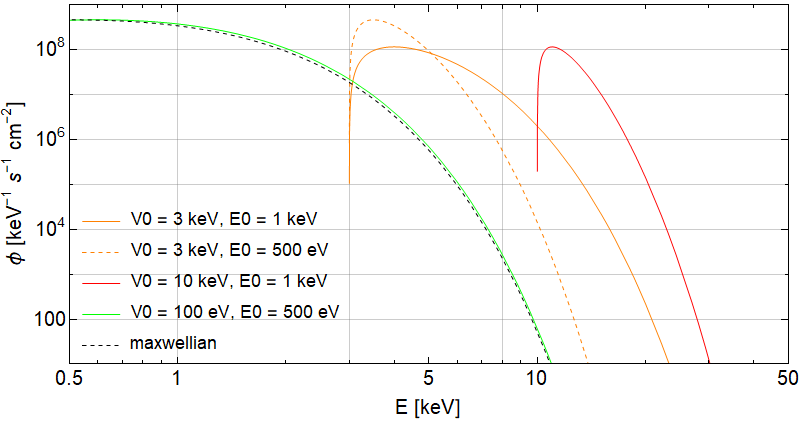 10⁸
10⁶
10⁴
100
ϕ [keV⁻¹ s⁻¹ cm⁻²]
V0 = 3 keV, E0 = 1 keV
V0 = 3 keV, E0 = 500 eV
V0 = 10 keV, E0 = 1 keV
V0 = 100 eV, E0 = 500 eV
maxwellian
0.5 1 5 10 50
E [keV]